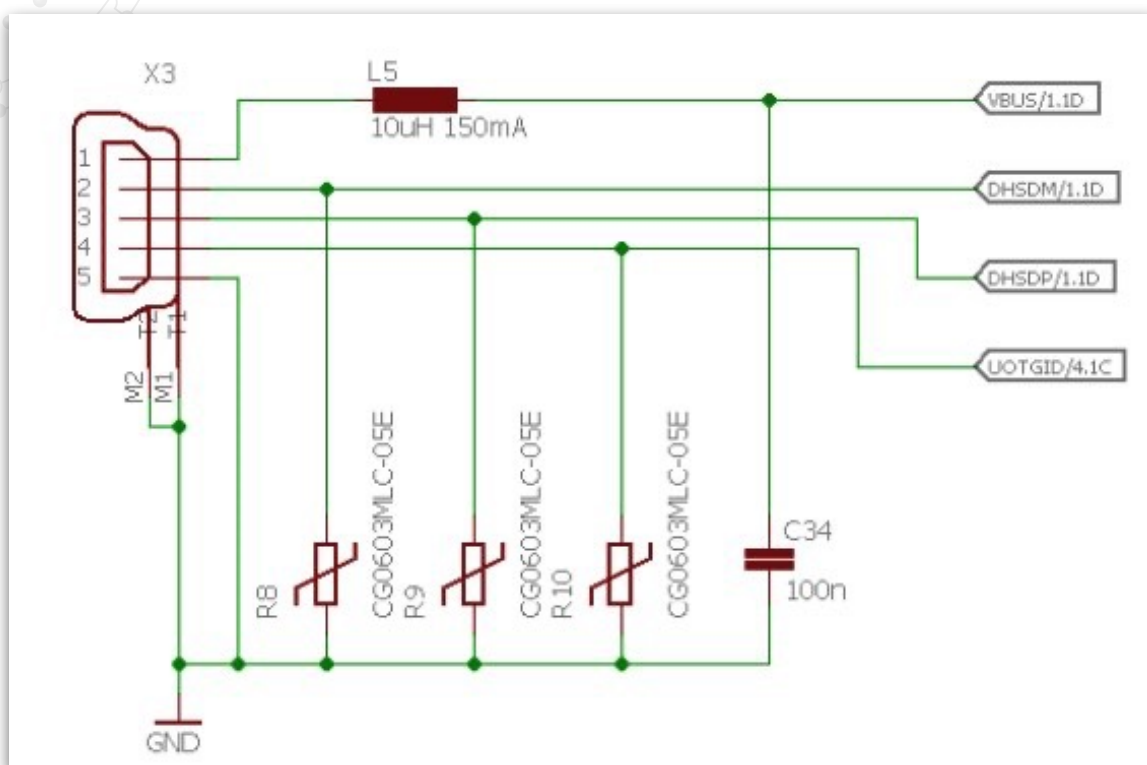 X3
L5
10uH 150mA
VBUS/1.1D
1
2
3
4
5
DHSDM/1.1D
DHSDP/1.1D
UOTGID/4.1C
T2
T1
M2
M1
R8
CG0603MLC-05E
R9
CG0603MLC-05E
R10
CG0603MLC-05E
C34
100n
GND